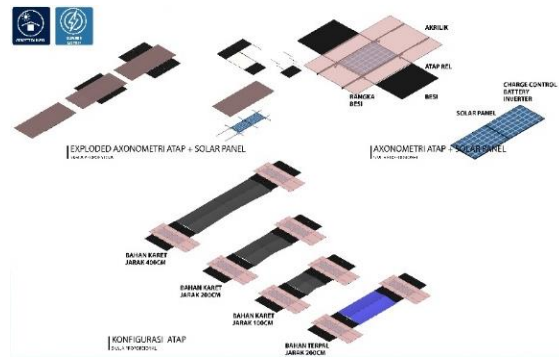 AKRILIK
ATAP REL
RANGKA
BESI
BESI
CHARGE CONTROL
BATTERY
INVERTER
SOLAR PANEL
EXPLODED AXONOMETRI ATAP + SOLAR PANEL
AXONOMETRI ATAP + SOLAR PANEL
BAHAN KARET
JARAK 400CM
BAHAN KARET
JARAK 200CM
BAHAN KARET
JARAK 100CM
BAHAN TERPAL
JARAK 260CM
KONFIGURASI ATAP